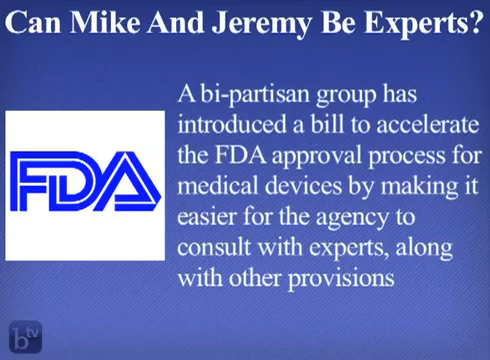 Can Mike And Jeremy Be Experts?
A bi-partisan group has
introduced a bill to accelerate
the FDA approval process for
medical devices by making it
easier for the agency to
consult with experts, along
with other provisions
FDA
b tv